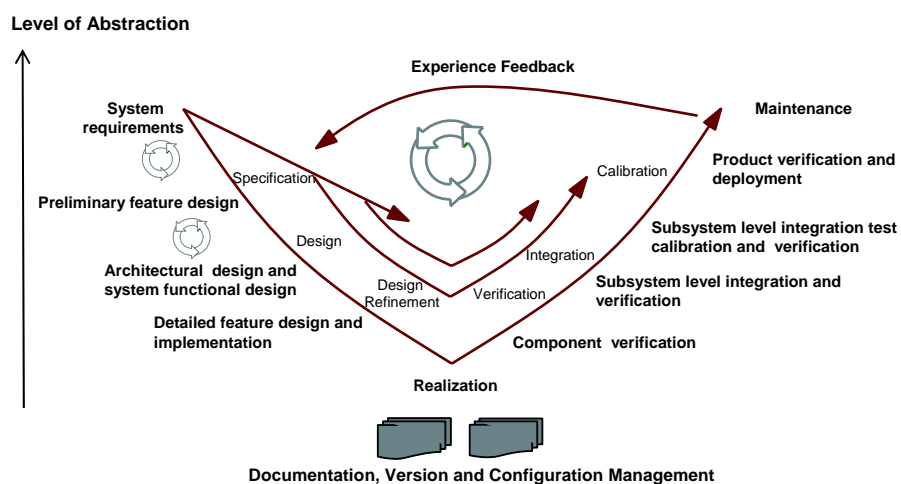 Level of Abstraction
Experience Feedback
System
requirements
Maintenance
Specification
Calibration
Product verification and
deployment
Preliminary feature design
Design
Subsystem level integration test
calibration and verification
Integration
Architectural design and
system functional design
Design
Refinement
Verification
Subsystem level integration and
verification
Detailed feature design and
implementation
Component verification
Realization
Documentation, Version and Configuration Management